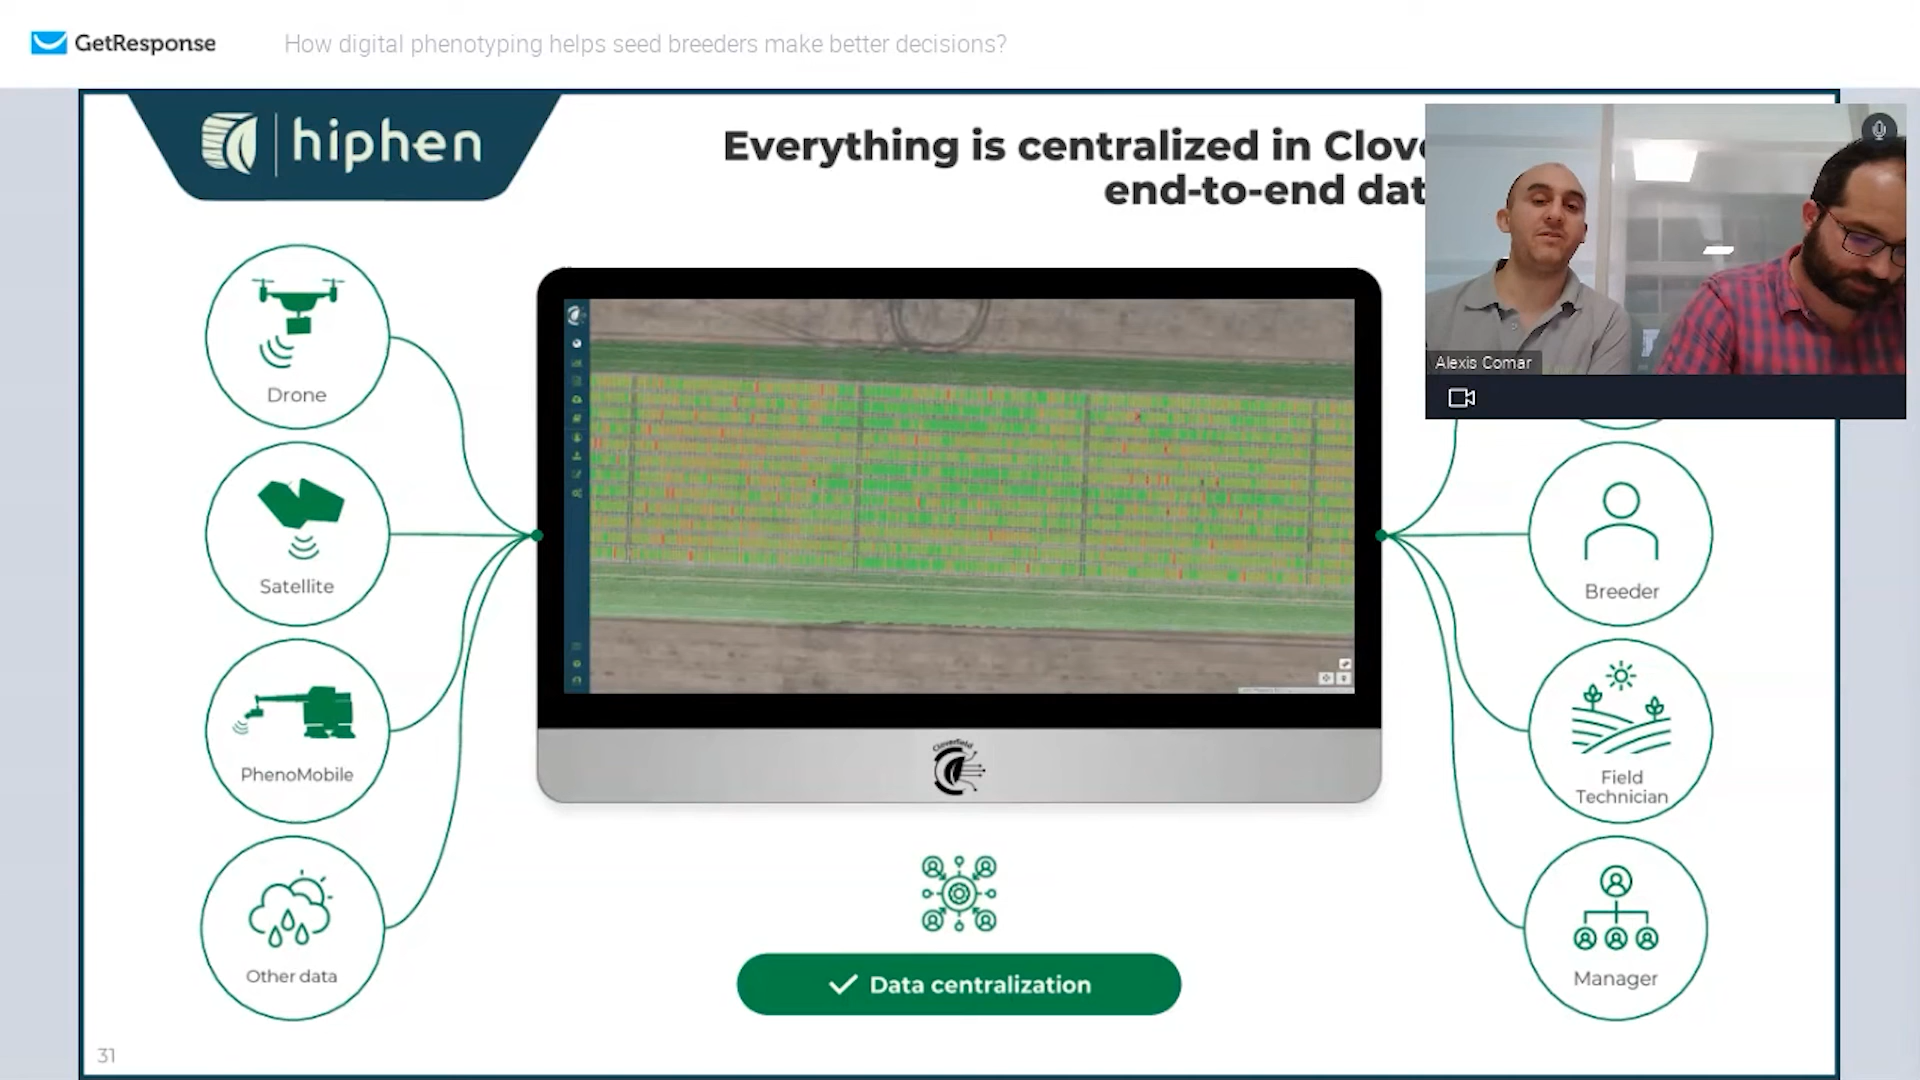 GetResponse
How digital phenotyping helps seed breeders make better decisions?
hiphen
Everything is centralized in Clove
end-to-end dat
Alexis Comar
Drone
Satellite
PhenoMobile
Other data
Cloverfield
Breeder
Field
Technician
Manager
Data centralization
31